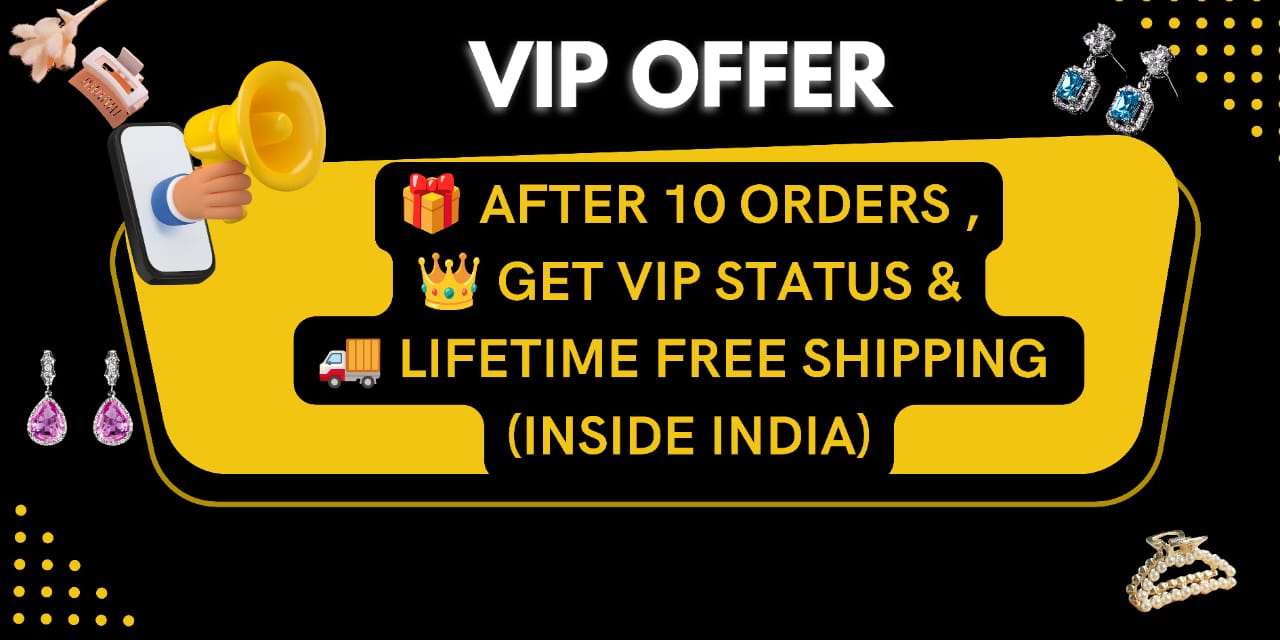 VIP OFFER
🎁 AFTER 10 ORDERS ,
👑 GET VIP STATUS &
🚚 LIFETIME FREE SHIPPING
(INSIDE INDIA)